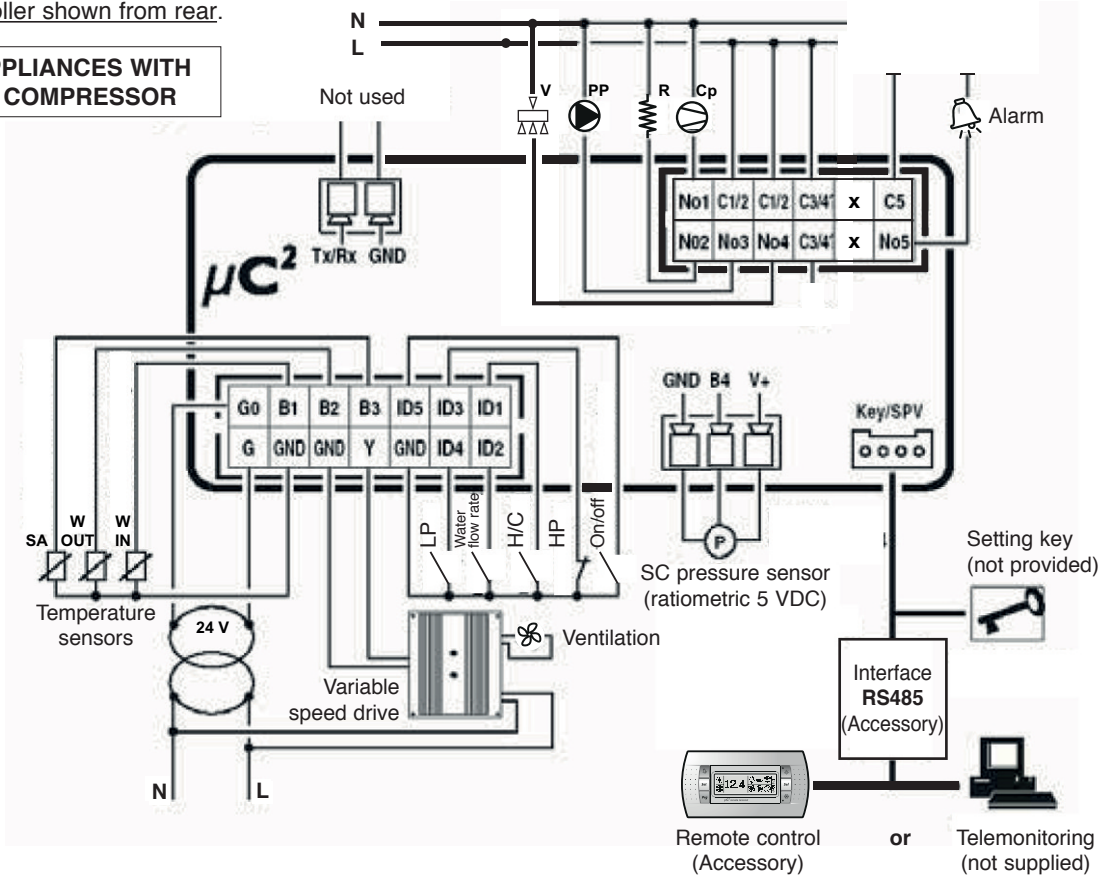 oller shown from rear.
PPLIANCES WITH
COMPRESSOR
Not used
N
L
V
PP
R
Cp
Alarm
No1 C1/2 C1/2 C3/4 x C5
N02 No3 No4 C3/4 x No5
Tx/Rx GND
µC²
GND B4 V+
Key/SPV
G0 B1 B2 B3 ID5 ID3 ID1
G GND GND Y GND ID4 ID2
SA
W OUT
W IN
LP
Water flow rate
H/C
HP
On/off
P
Temperature
sensors
24 V
SC pressure sensor
(ratiometric 5 VDC)
Setting key
(not provided)
Ventilation
Variable
speed drive
Interface
RS485
(Accessory)
N
L
12.4
Remote control
(Accessory)
or
Telemonitoring
(not supplied)